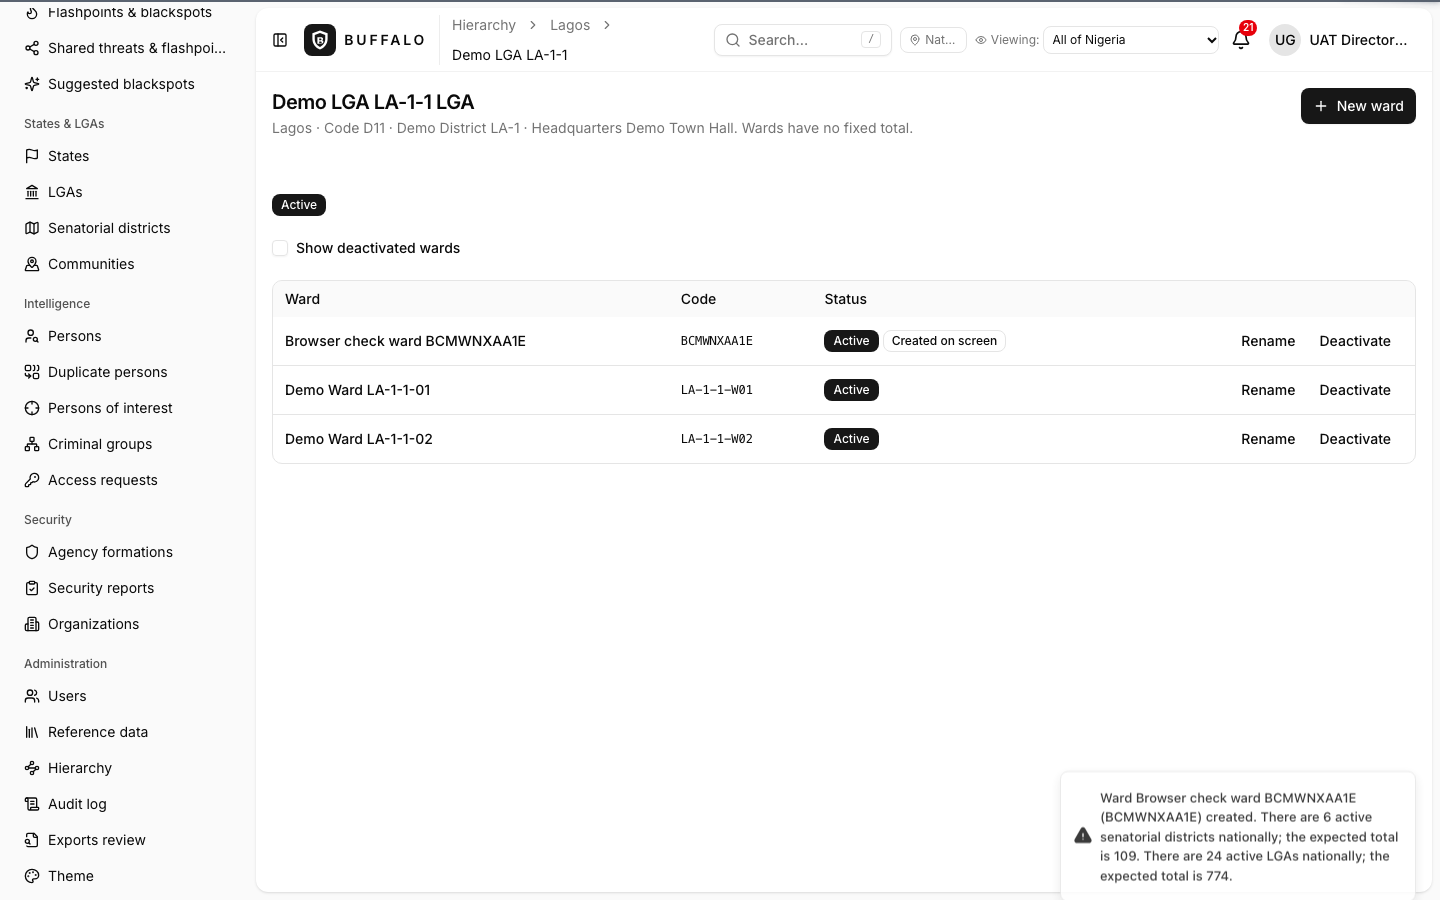 Flashpoints & blackspots
Shared threats & flashpoi...
Suggested blackspots
States & LGAs
States
LGAs
Senatorial districts
Communities
Intelligence
Persons
Duplicate persons
Persons of interest
Criminal groups
Access requests
Security
Agency formations
Security reports
Organizations
Administration
Users
Reference data
Hierarchy
Audit log
Exports review
Theme
B BUFFALO
Hierarchy > Lagos >
Demo LGA LA-1-1
Search... /
Nat...
Viewing: All of Nigeria
21
UG UAT Director...
Demo LGA LA-1-1 LGA
Lagos · Code D11 · Demo District LA-1 · Headquarters Demo Town Hall. Wards have no fixed total.
+ New ward
Active
Show deactivated wards
Ward Code Status
Browser check ward BCMWNXAA1E BCMWNXAA1E Active Created on screen Rename Deactivate
Demo Ward LA-1-1-01 LA-1-1-W01 Active Rename Deactivate
Demo Ward LA-1-1-02 LA-1-1-W02 Active Rename Deactivate
Ward Browser check ward BCMWNXAA1E
(BCMWNXAA1E) created. There are 6 active
senatorial districts nationally; the expected total
is 109. There are 24 active LGAs nationally; the
expected total is 774.